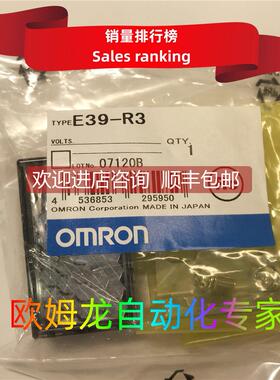 销量排行榜
Sales ranking
TYPE E39-R3
VOLTS. QTY.
1
LOT No 07120B
欢迎进店咨询 顺丰包邮
4 536853 295950
OMRON Corporation MADE IN JAPAN
OMRON
欧姆龙自动化专家